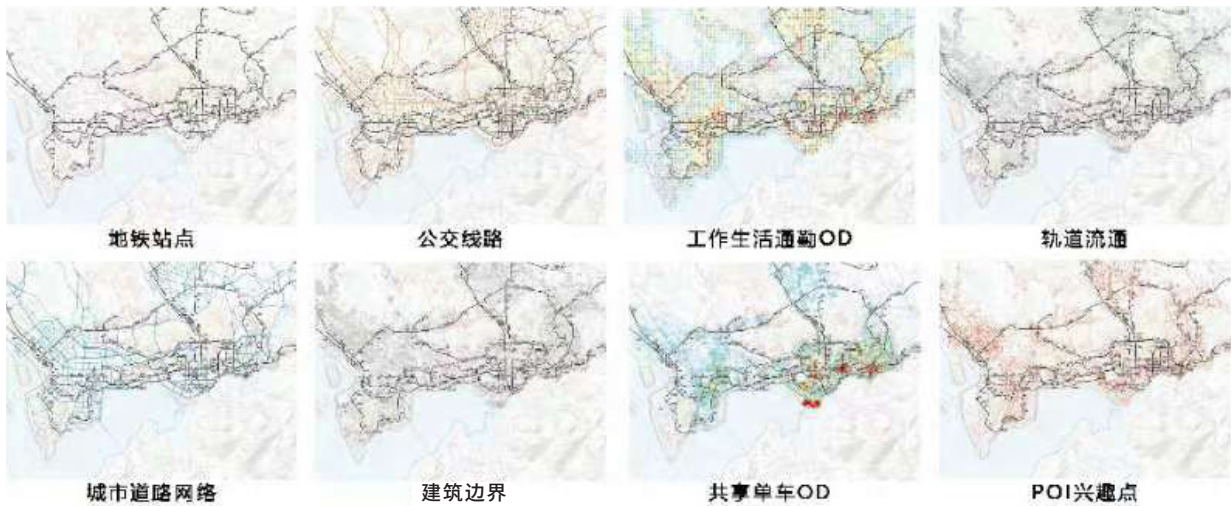 地铁站点
公交线路
工作生活通勤OD
轨道流通
城市道路网络
建筑边界
共享单车OD
POI兴趣点